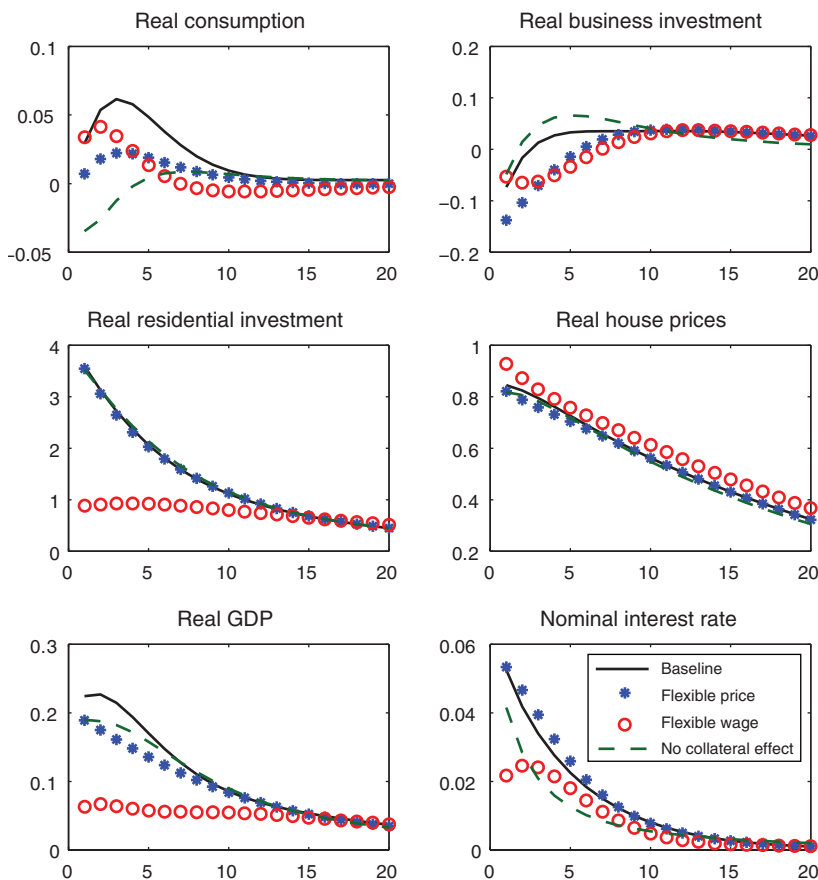 Real consumption
0.1
0.05
0
−0.05
0 5 10 15 20
Real business investment
0.2
0.1
0
−0.1
−0.2
0 5 10 15 20
Real residential investment
4
3
2
1
0
0 5 10 15 20
Real house prices
1
0.8
0.6
0.4
0.2
0 5 10 15 20
Real GDP
0.3
0.2
0.1
0
0 5 10 15 20
Nominal interest rate
0.06
0.04
0.02
0
0 5 10 15 20
Baseline
Flexible price
Flexible wage
No collateral effect